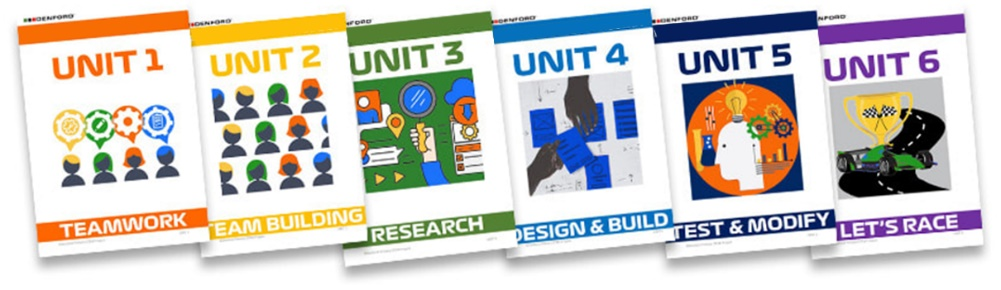 DENFORD
UNIT 1
TEAMWORK
DENFORD
UNIT 2
TEAM BUILDING
DENFORD
UNIT 3
RESEARCH
DENFORD
UNIT 4
DESIGN & BUILD
DENFORD
UNIT 5
TEST & MODIFY
DENFORD
UNIT 6
LET'S RACE